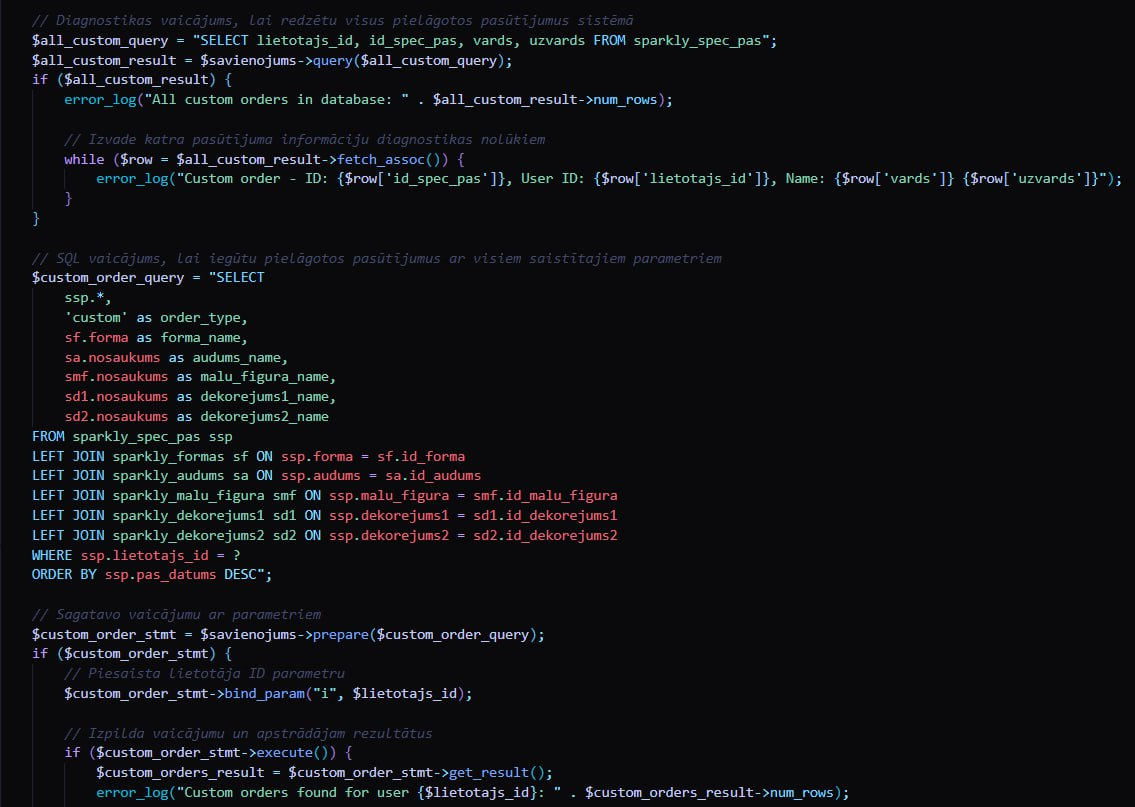 // Diagnostikas vaicājums, lai redzētu visus pielāgotos pasūtījumus sistēmā
$all_custom_query = "SELECT lietotajs_id, id_spec_pas, vards, uzvards FROM sparkly_spec_pas";
$all_custom_result = $savienojums->query($all_custom_query);
if ($all_custom_result) {
    error_log("All custom orders in database: " . $all_custom_result->num_rows);

    // Izvade katra pasūtījuma informāciju diagnostikas nolūkiem
    while ($row = $all_custom_result->fetch_assoc()) {
        error_log("Custom order - ID: {$row['id_spec_pas']}, User ID: {$row['lietotajs_id']}, Name: {$row['vards']} {$row['uzvards']}");
    }
}

// SQL vaicājums, lai iegūtu pielāgotos pasūtījumus ar visiem saistītajiem parametriem
$custom_order_query = "SELECT
    ssp.*,
    'custom' as order_type,
    sf.forma as forma_name,
    sa.nosaukums as audums_name,
    smf.nosaukums as malu_figura_name,
    sd1.nosaukums as dekorejums1_name,
    sd2.nosaukums as dekorejums2_name
FROM sparkly_spec_pas ssp
LEFT JOIN sparkly_formas sf ON ssp.forma = sf.id_forma
LEFT JOIN sparkly_audums sa ON ssp.audums = sa.id_audums
LEFT JOIN sparkly_malu_figura smf ON ssp.malu_figura = smf.id_malu_figura
LEFT JOIN sparkly_dekorejums1 sd1 ON ssp.dekorejums1 = sd1.id_dekorejums1
LEFT JOIN sparkly_dekorejums2 sd2 ON ssp.dekorejums2 = sd2.id_dekorejums2
WHERE ssp.lietotajs_id = ?
ORDER BY ssp.pas_datums DESC";

// Sagatavo vaicājumu ar parametriem
$custom_order_stmt = $savienojums->prepare($custom_order_query);
if ($custom_order_stmt) {
    // Piesaista lietotāja ID parametru
    $custom_order_stmt->bind_param("i", $lietotajs_id);

    // Izpilda vaicājumu un apstrādājam rezultātus
    if ($custom_order_stmt->execute()) {
        $custom_orders_result = $custom_order_stmt->get_result();
        error_log("Custom orders found for user {$lietotajs_id}: " . $custom_orders_result->num_rows);